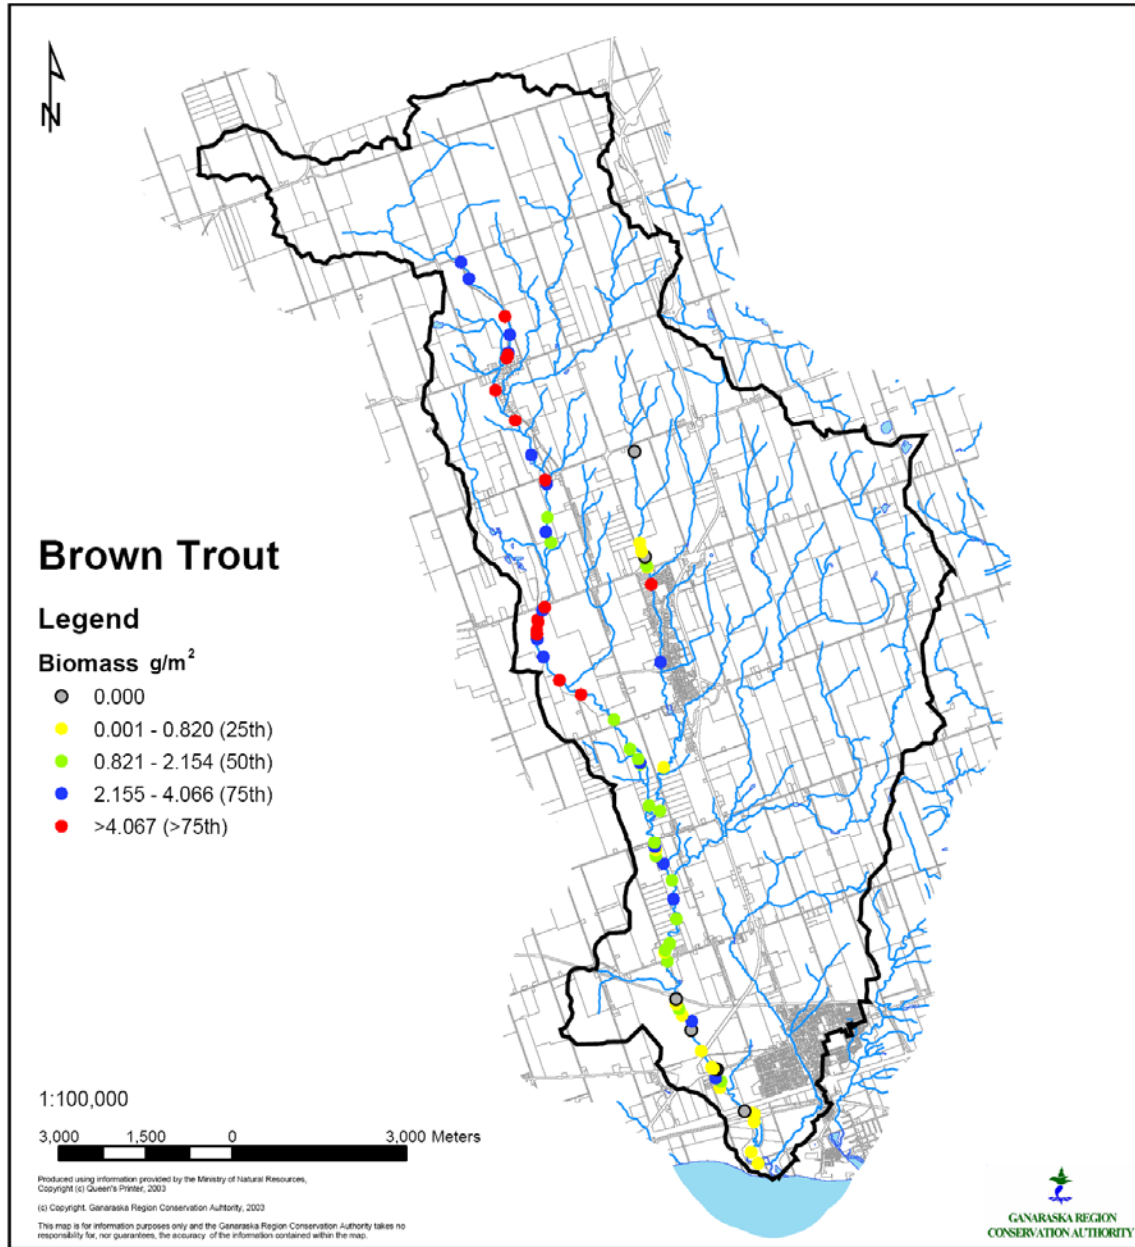 N
Brown Trout
Legend
Biomass g/m²
0.000
0.001 - 0.820 (25th)
0.821 - 2.154 (50th)
2.155 - 4.066 (75th)
>4.067 (>75th)
1:100,000
3,000 1,500 0 3,000 Meters
Produced using information provided by the Ministry of Natural Resources,
Copyright (c) Queen's Printer, 2003
(c) Copyright. Ganaraska Region Conservation Auhtority, 2003
This map is for information purposes only and the Ganaraska Region Conservation Authority takes no
responsibility for, nor guarantees, the accuracy of the information contained within the map.
GANARASKA REGION
CONSERVATION AUTHORITY